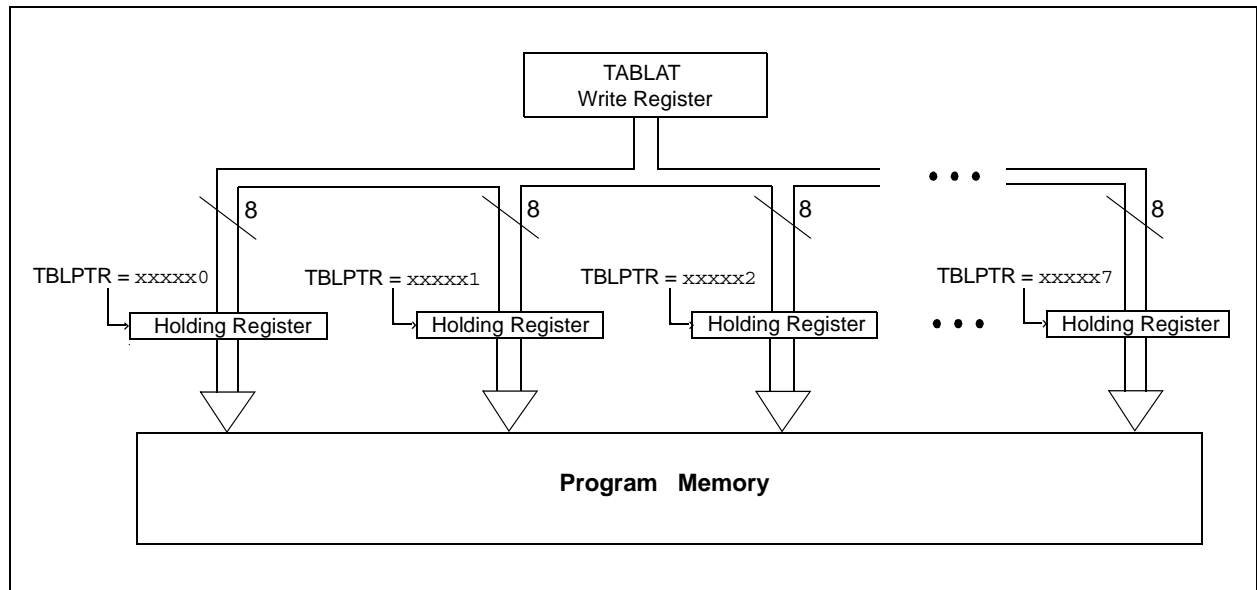 TABLAT
Write Register
• • •
8
8
8
8
TBLPTR = xxxxx0
TBLPTR = xxxxx1
TBLPTR = xxxxx2
TBLPTR = xxxxx7
Holding Register
Holding Register
Holding Register
• • •
Holding Register
Program Memory